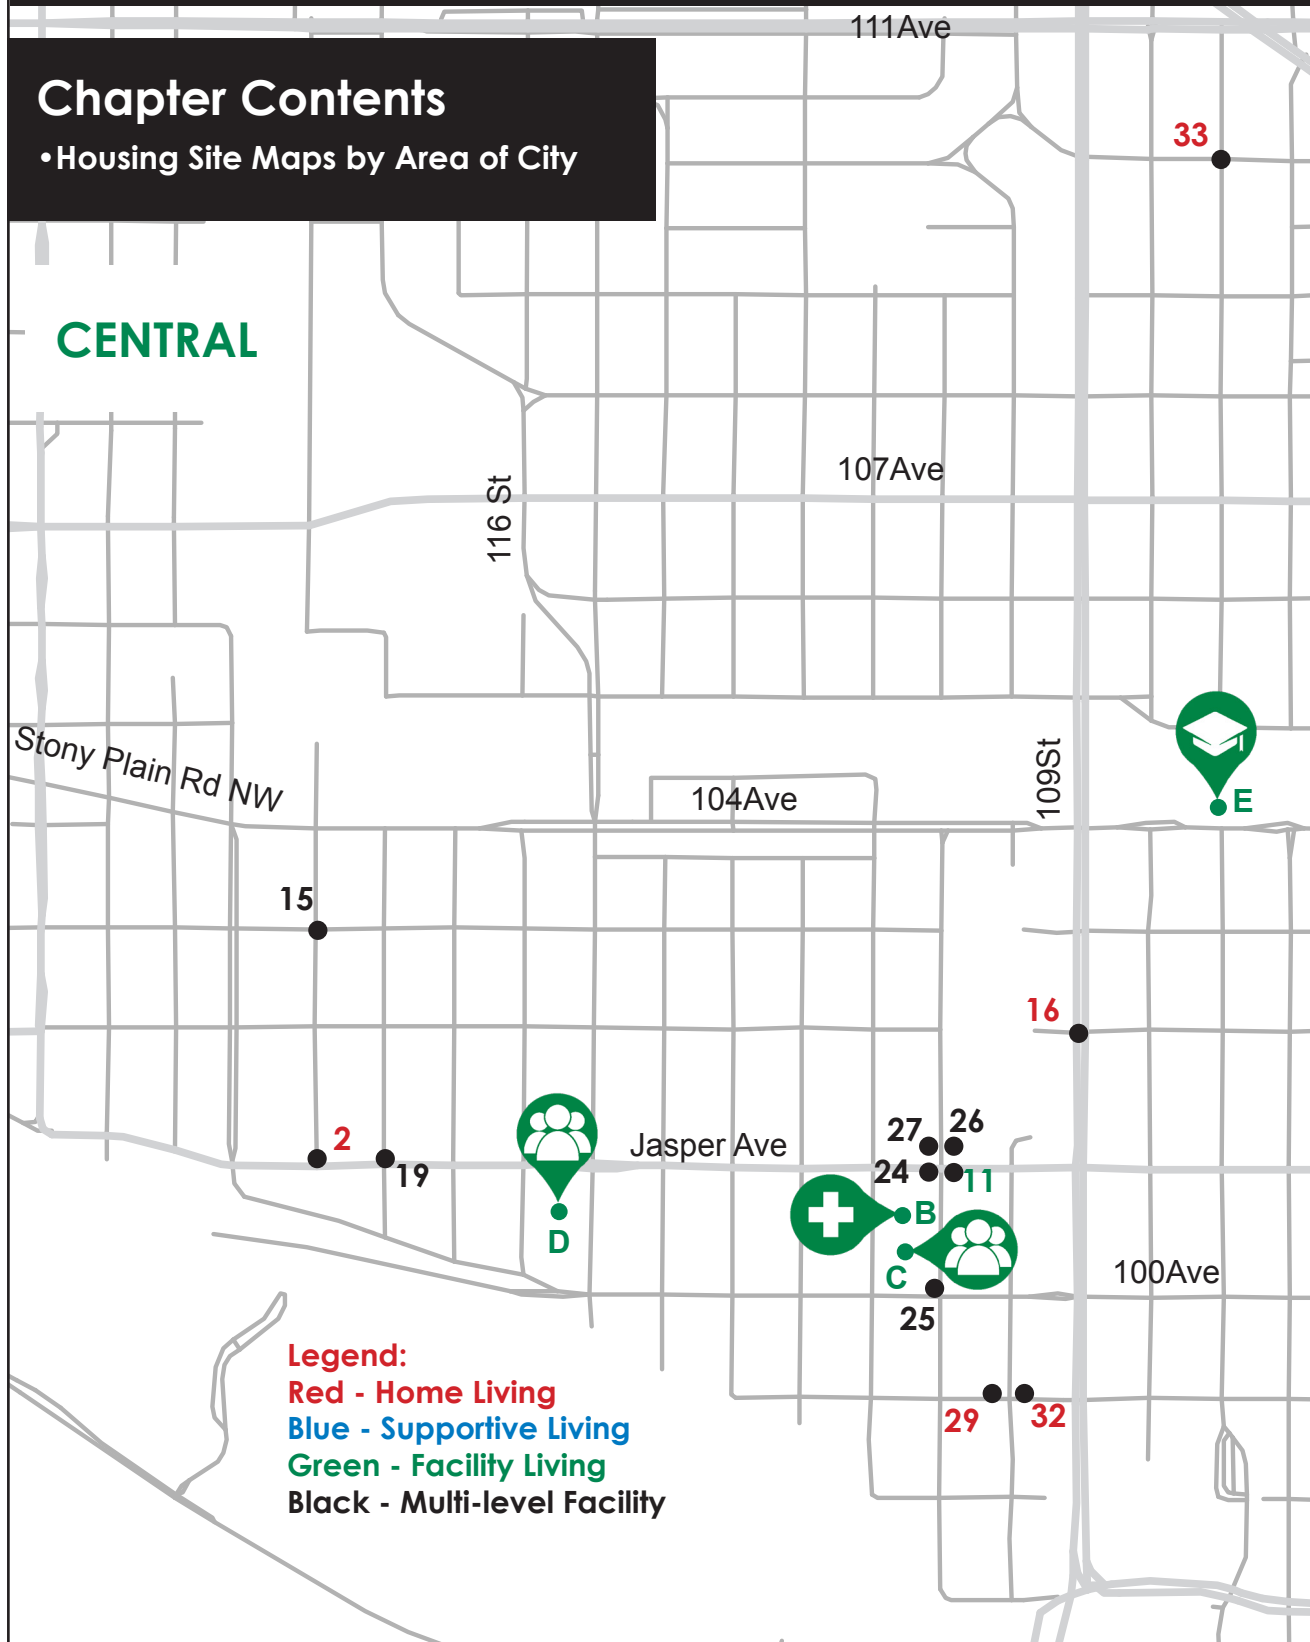 111Ave
Chapter Contents
•Housing Site Maps by Area of City
33
CENTRAL
107Ave
116 St
Stony Plain Rd NW
104Ave
109St
E
15
16
2
19
Jasper Ave
27
26
24
11
B
D
C
100Ave
25
Legend:
Red - Home Living
Blue - Supportive Living
Green - Facility Living
Black - Multi-level Facility
29
32